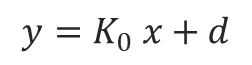 y = K₀ x + d